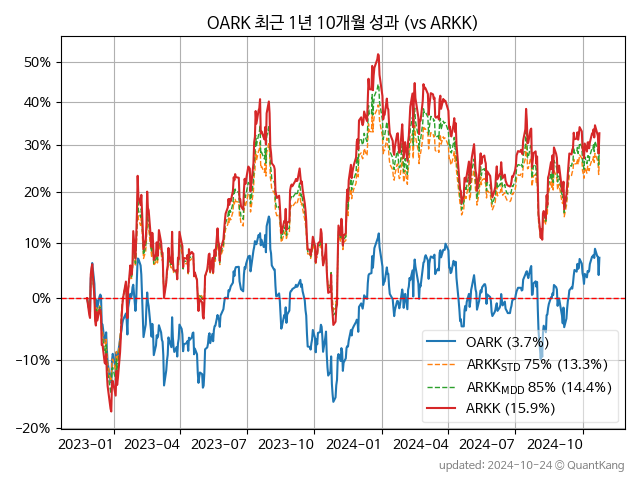 OARK 최근 1년 10개월 성과 (vs ARKK)
50%
40%
30%
20%
10%
0%
−10%
−20%
OARK (3.7%)
ARKK_STD 75% (13.3%)
ARKK_MDD 85% (14.4%)
ARKK (15.9%)
2023-01 2023-04 2023-07 2023-10 2024-01 2024-04 2024-07 2024-10
updated: 2024-10-24 © QuantKang